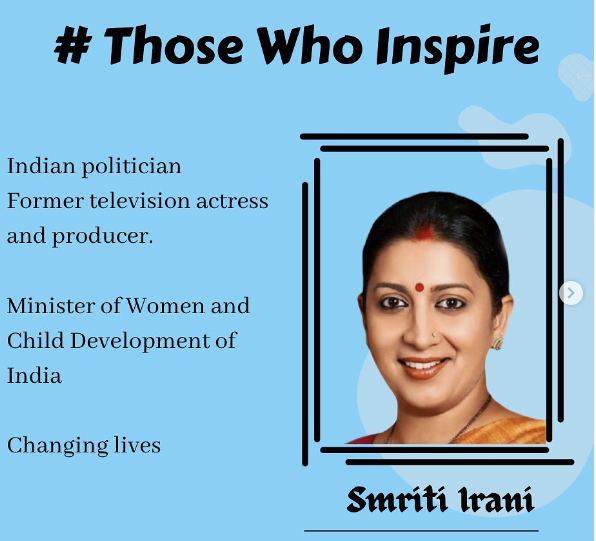 # Those Who Inspire
Indian politician
Former television actress
and producer.
Minister of Women and
Child Development of
India
Changing lives
Smriti Irani